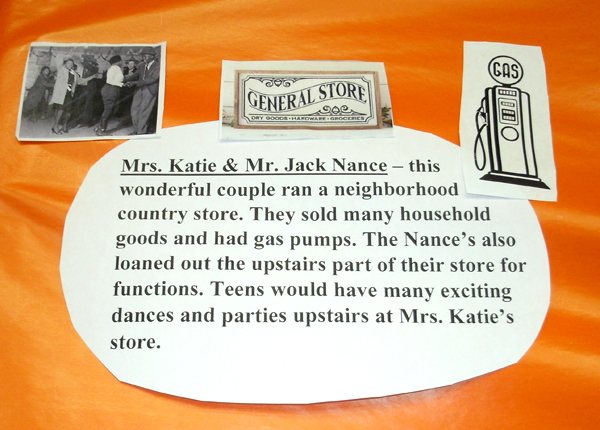 GENERAL STORE
DRY GOODS • HARDWARE • GROCERIES
GAS
Mrs. Katie & Mr. Jack Nance – this
wonderful couple ran a neighborhood
country store. They sold many household
goods and had gas pumps. The Nance's also
loaned out the upstairs part of their store for
functions. Teens would have many exciting
dances and parties upstairs at Mrs. Katie's
store.